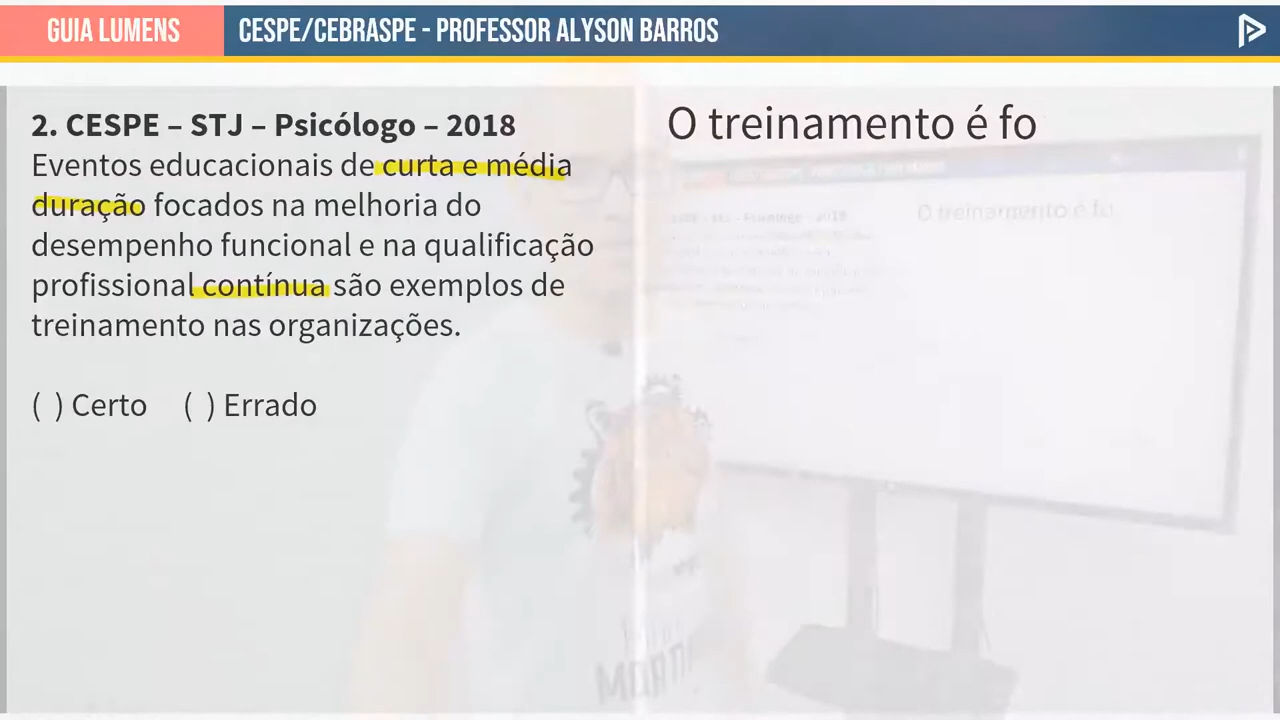 GUIA LUMENS
CESPE/CEBRASPE - PROFESSOR ALYSON BARROS
2. CESPE – STJ – Psicólogo – 2018
Eventos educacionais de curta e média
duração focados na melhoria do
desempenho funcional e na qualificação
profissional contínua são exemplos de
treinamento nas organizações.
( ) Certo ( ) Errado
O treinamento é fo
O treinamento é fo